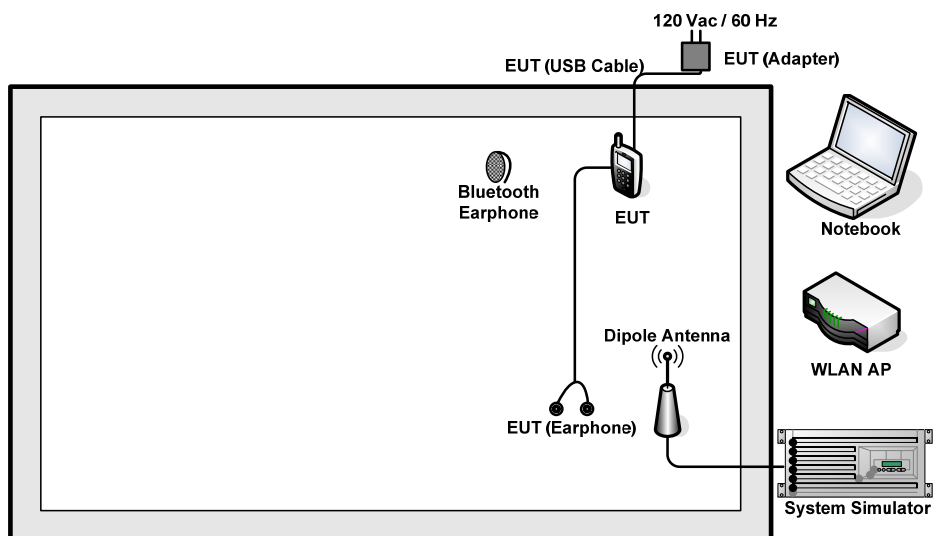 120 Vac / 60 Hz
EUT (USB Cable)
EUT (Adapter)
Bluetooth
Earphone
EUT
Notebook
Dipole Antenna
WLAN AP
EUT (Earphone)
System Simulator